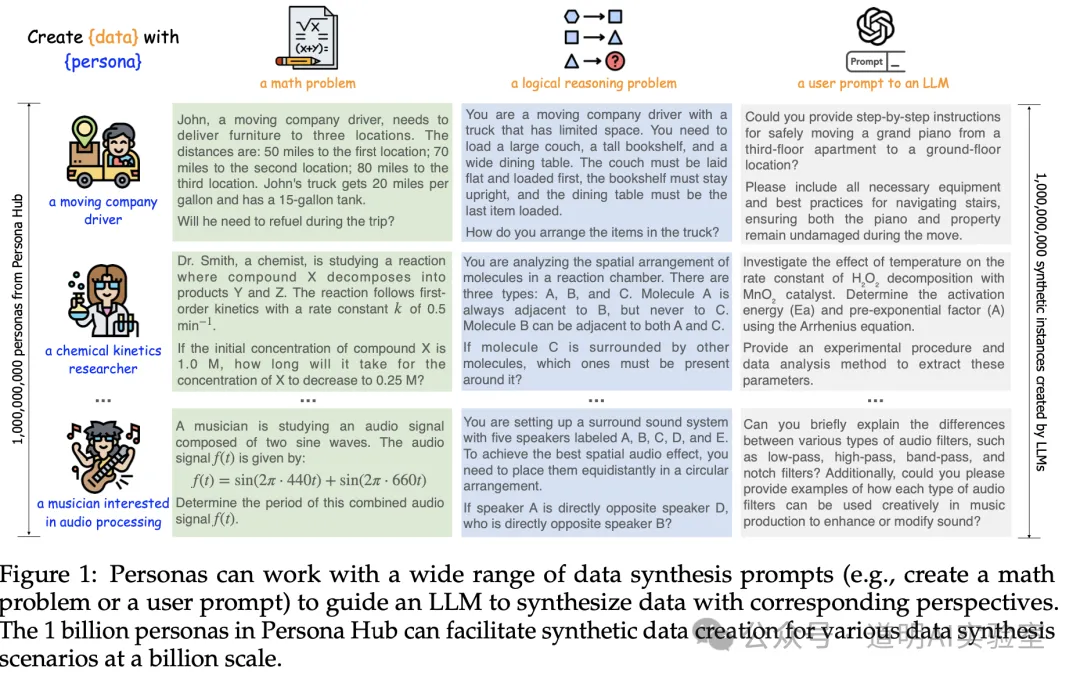 Create {data} with
{persona}
√x
(x+y)=
a math problem
?
a logical reasoning problem
Prompt
a user prompt to an LLM
1,000,000,000 personas from Persona Hub
a moving company
driver
John, a moving company driver, needs to
deliver furniture to three locations. The
distances are: 50 miles to the first location; 70
miles to the second location; 80 miles to the
third location. John's truck gets 20 miles per
gallon and has a 15-gallon tank.
Will he need to refuel during the trip?
You are a moving company driver with a
truck that has limited space. You need to
load a large couch, a tall bookshelf, and a
wide dining table. The couch must be laid
flat and loaded first, the bookshelf must stay
upright, and the dining table must be the
last item loaded.
How do you arrange the items in the truck?
Could you provide step-by-step instructions
for safely moving a grand piano from a
third-floor apartment to a ground-floor
location?
Please include all necessary equipment
and best practices for navigating stairs,
ensuring both the piano and property
remain undamaged during the move.
a chemical kinetics
researcher
Dr. Smith, a chemist, is studying a reaction
where compound X decomposes into
products Y and Z. The reaction follows first-
order kinetics with a rate constant k of 0.5
min⁻¹.
If the initial concentration of compound X is
1.0 M, how long will it take for the
concentration of X to decrease to 0.25 M?
You are analyzing the spatial arrangement of
molecules in a reaction chamber. There are
three types: A, B, and C. Molecule A is
always adjacent to B, but never to C.
Molecule B can be adjacent to both A and C.
If molecule C is surrounded by other
molecules, which ones must be present
around it?
Investigate the effect of temperature on the
rate constant of H₂O₂ decomposition with
MnO₂ catalyst. Determine the activation
energy (Ea) and pre-exponential factor (A)
using the Arrhenius equation.
Provide an experimental procedure and
data analysis method to extract these
parameters.
...
...
...
...
a musician interested
in audio processing
A musician is studying an audio signal
composed of two sine waves. The audio
signal f(t) is given by:
f(t) = sin(2π · 440t) + sin(2π · 660t)
Determine the period of this combined audio
signal f(t).
You are setting up a surround sound system
with five speakers labeled A, B, C, D, and E.
To achieve the best spatial audio effect, you
need to place them equidistantly in a circular
arrangement.
If speaker A is directly opposite speaker D,
who is directly opposite speaker B?
Can you briefly explain the differences
between various types of audio filters, such
as low-pass, high-pass, band-pass, and
notch filters? Additionally, could you please
provide examples of how each type of audio
filters can be used creatively in music
production to enhance or modify sound?
1,000,000,000,000 synthetic instances created by LLMs
Figure 1: Personas can work with a wide range of data synthesis prompts (e.g., create a math
problem or a user prompt) to guide an LLM to synthesize data with corresponding perspectives.
The 1 billion personas in Persona Hub can facilitate synthetic data creation for various data synthesis
scenarios at a billion scale.
公众号 · 道明AI实验室